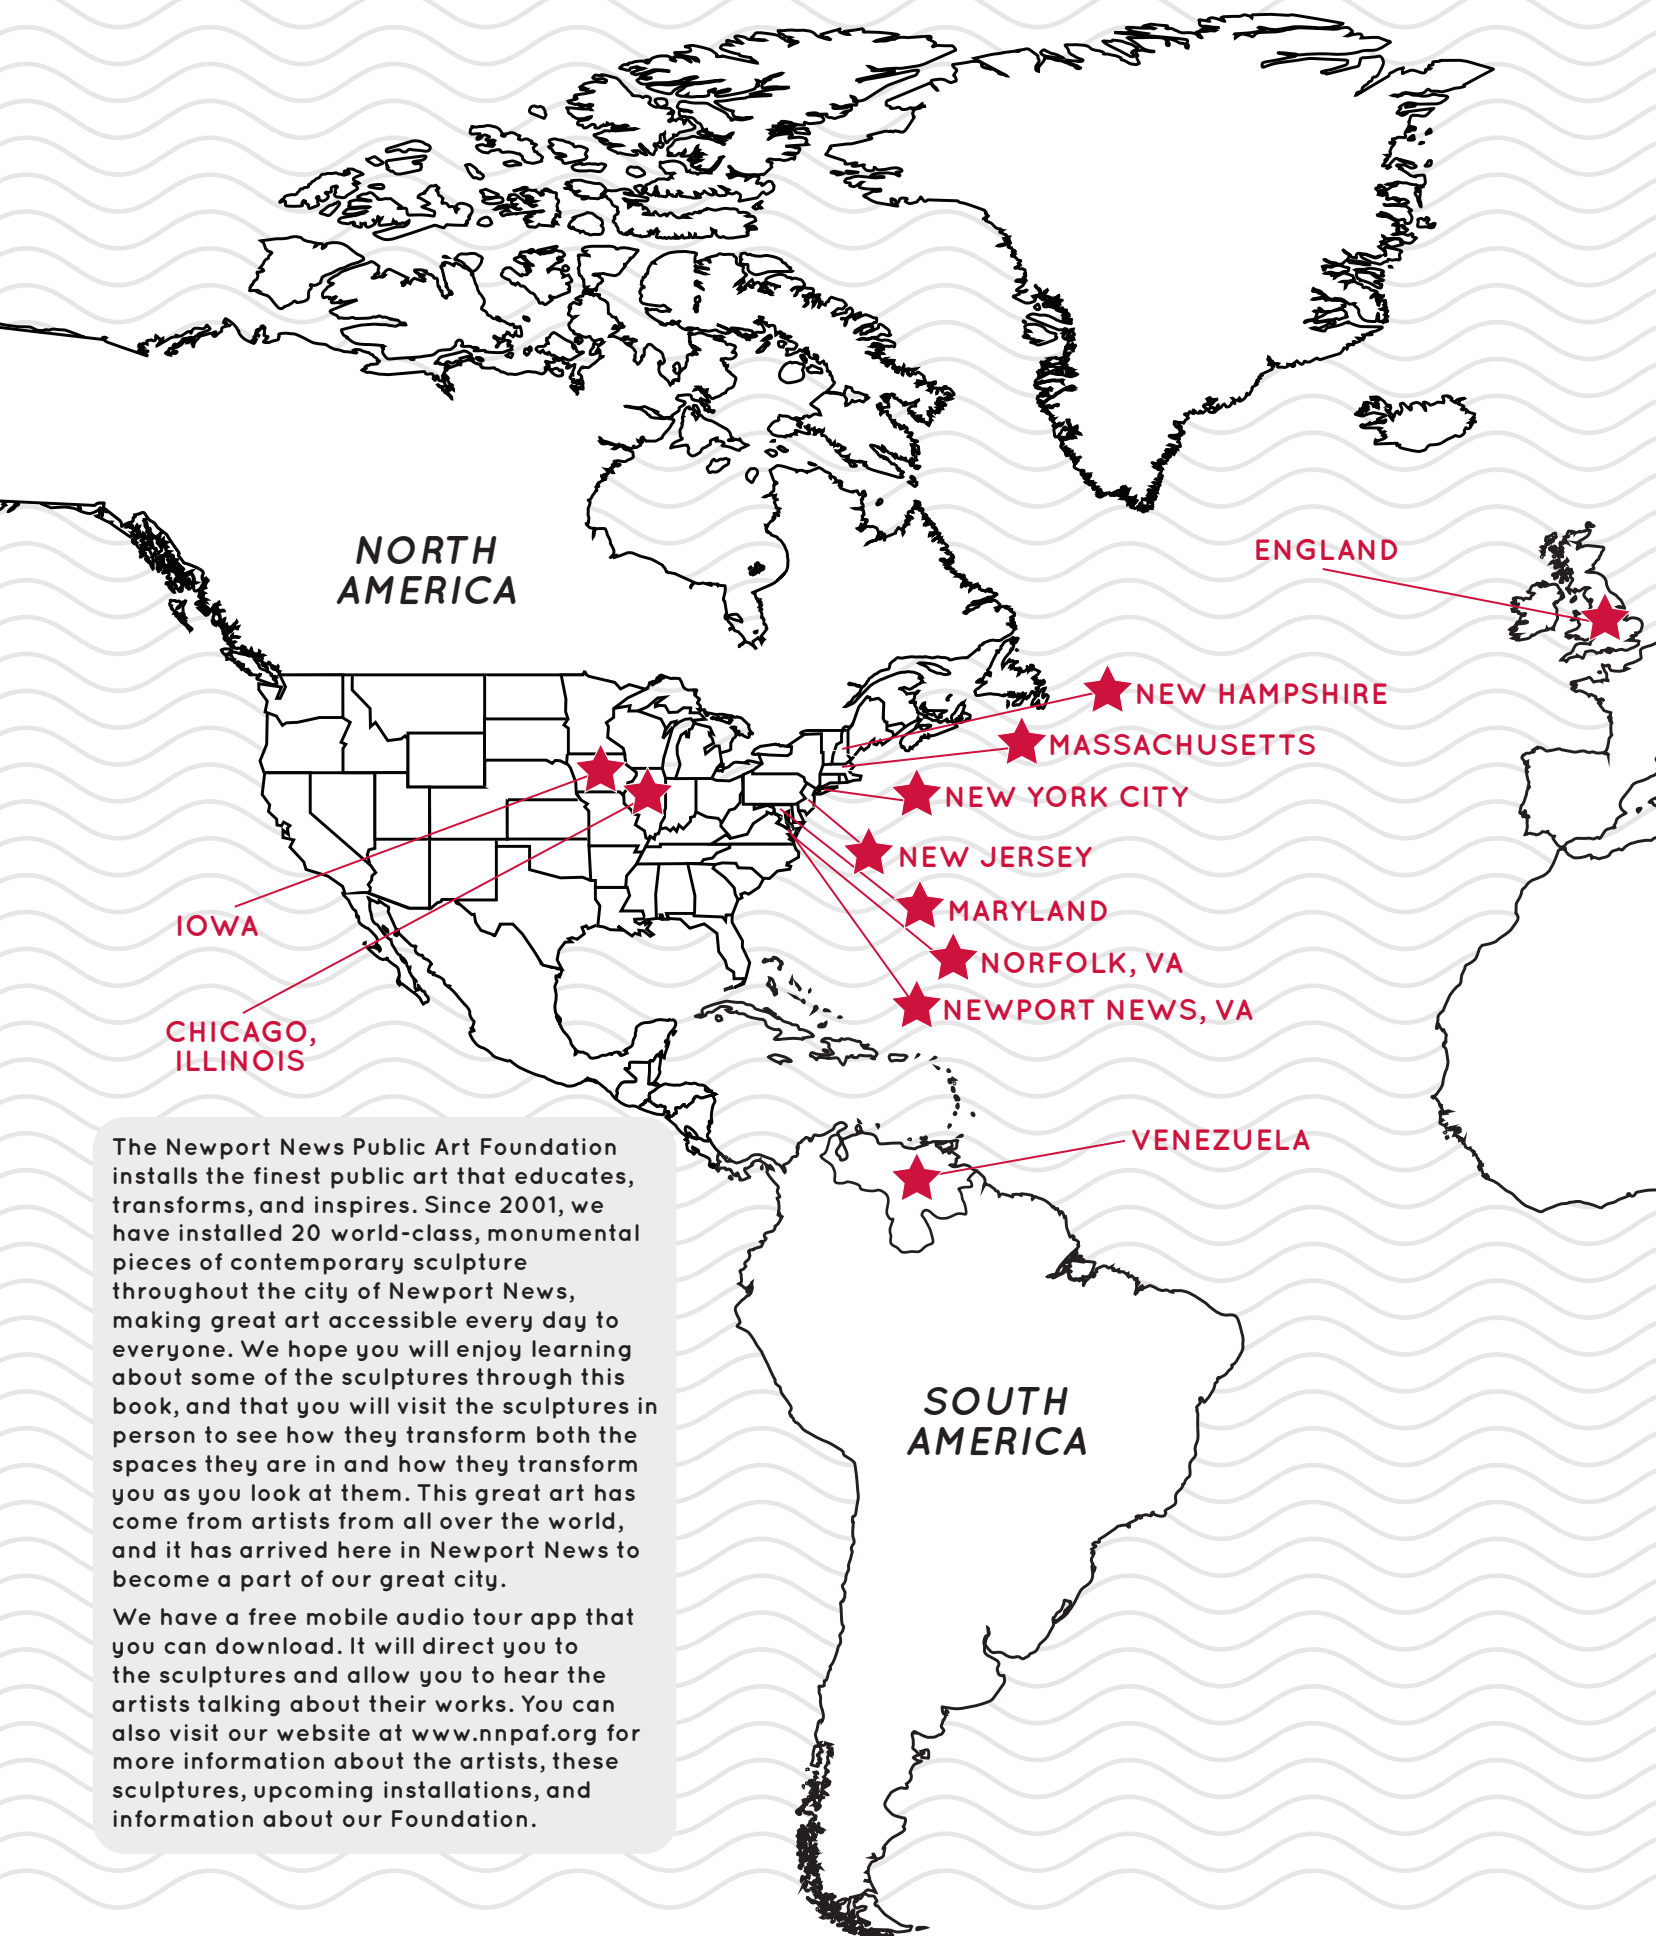 NORTH
AMERICA
ENGLAND
NEW HAMPSHIRE
MASSACHUSETTS
NEW YORK CITY
NEW JERSEY
MARYLAND
NORFOLK, VA
NEWPORT NEWS, VA
IOWA
CHICAGO,
ILLINOIS
VENEZUELA
SOUTH
AMERICA
The Newport News Public Art Foundation
installs the finest public art that educates,
transforms, and inspires. Since 2001, we
have installed 20 world-class, monumental
pieces of contemporary sculpture
throughout the city of Newport News,
making great art accessible every day to
everyone. We hope you will enjoy learning
about some of the sculptures through this
book, and that you will visit the sculptures in
person to see how they transform both the
spaces they are in and how they transform
you as you look at them. This great art has
come from artists from all over the world,
and it has arrived here in Newport News to
become a part of our great city.
We have a free mobile audio tour app that
you can download. It will direct you to
the sculptures and allow you to hear the
artists talking about their works. You can
also visit our website at www.nnpaf.org for
more information about the artists, these
sculptures, upcoming installations, and
information about our Foundation.